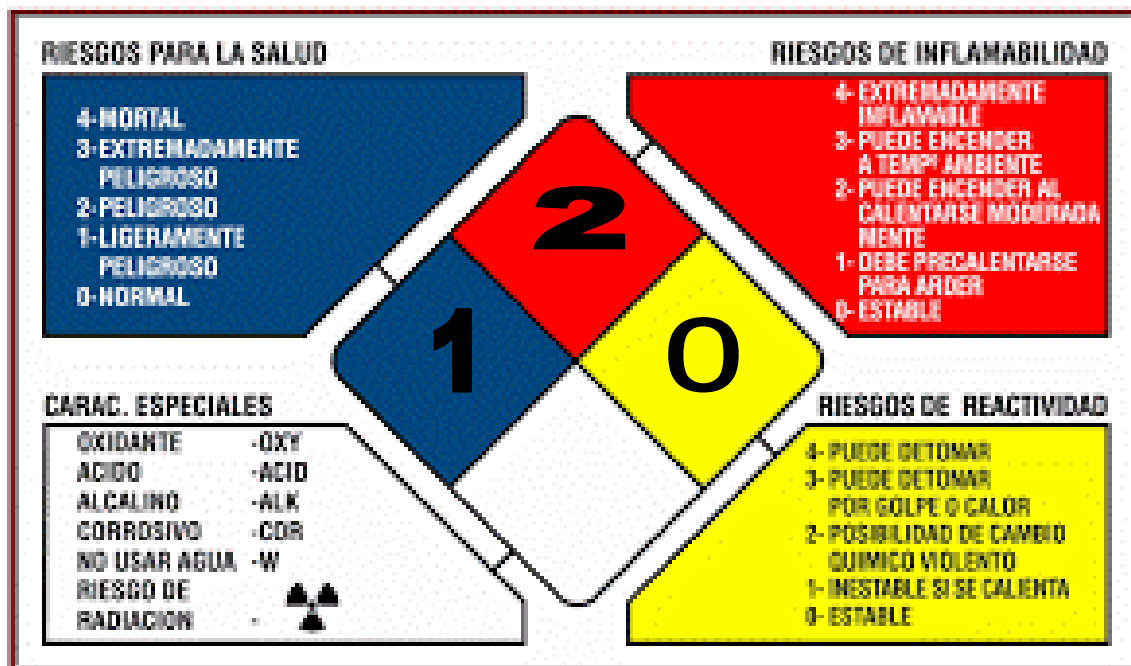 RIESGOS PARA LA SALUD
4-MORTAL
3-EXTREMADAMENTE
PELIGROSO
2-PELIGROSO
1-LIGERAMENTE
PELIGROSO
0-NORMAL
RIESGOS DE INFLAMABILIDAD
4- EXTREMADAMENTE
INFLAMABLE
3- PUEDE ENCENDER
A TEMPª AMBIENTE
2- PUEDE ENCENDER AL
CALENTARSE MODERADA
MENTE
1- DEBE PRECALENTARSE
PARA ARDER
0- ESTABLE
2
1
0
CARAC. ESPECIALES
OXIDANTE -OXY
ACIDO -ACID
ALCALINO -ALK
CORROSIVO -COR
NO USAR AGUA -W
RIESGO DE
RADIACION -
RIESGOS DE REACTIVIDAD
4- PUEDE DETONAR
3- PUEDE DETONAR
POR GOLPE O CALOR
2- POSIBILIDAD DE CAMBIO
QUIMICO VIOLENTO
1- INESTABLE SI SE CALIENTA
0- ESTABLE